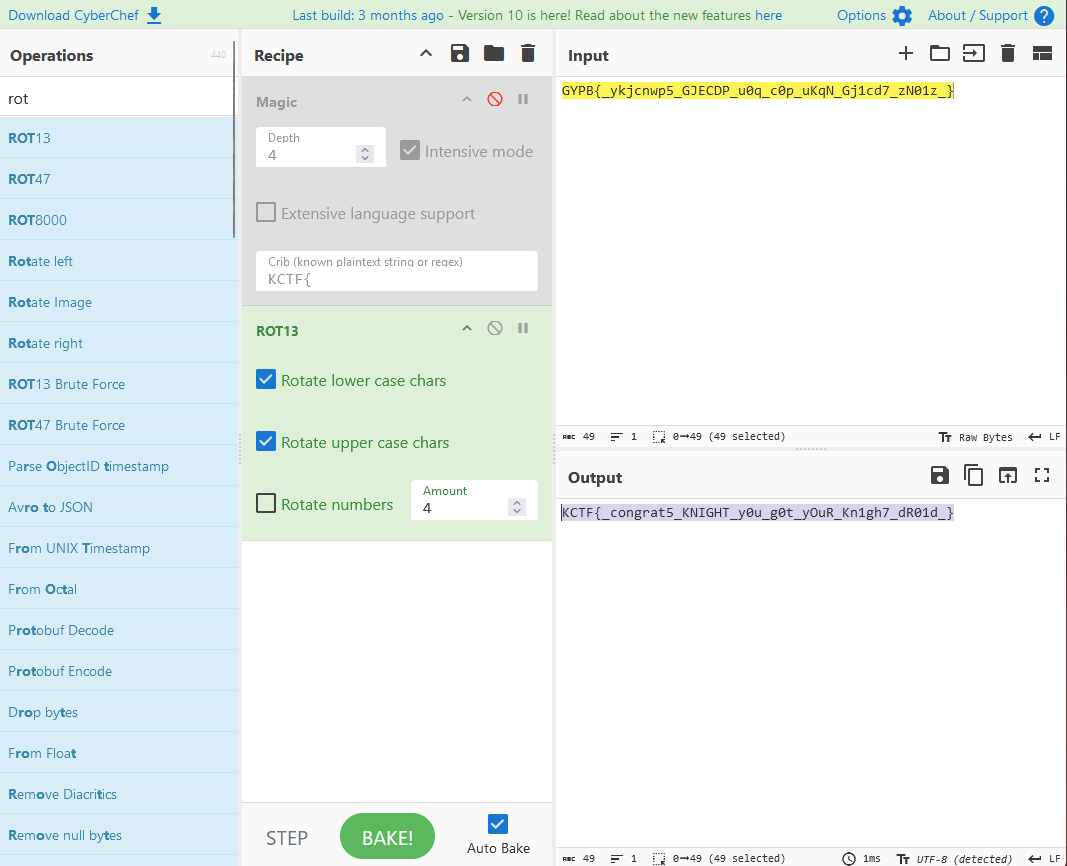 Download CyberChef
Last build: 3 months ago - Version 10 is here! Read about the new features here
Options
About / Support
Operations
440
rot
ROT13
ROT47
ROT8000
Rotate left
Rotate Image
Rotate right
ROT13 Brute Force
ROT47 Brute Force
Parse ObjectID timestamp
Avro to JSON
From UNIX Timestamp
From Octal
Protobuf Decode
Protobuf Encode
Drop bytes
From Float
Remove Diacritics
Remove null bytes
Recipe
Magic
Depth
4
Intensive mode
Extensive language support
Crib (known plaintext string or regex)
KCTF{
ROT13
Rotate lower case chars
Rotate upper case chars
Rotate numbers
Amount
4
STEP
BAKE!
Auto Bake
Input
GYPB{_ykjcnwp5_GJECDP_u0q_c0p_uKqN_Gj1cd7_zN01z_}
ABC 49 1 0→49 (49 selected)
Tт Raw Bytes LF
Output
KCTF{_congrat5_KNIGHT_y0u_g0t_yOuR_Kn1gh7_dR01d_}
ABC 49 1 0→49 (49 selected)
1ms Tт UTF-8 (detected) LF